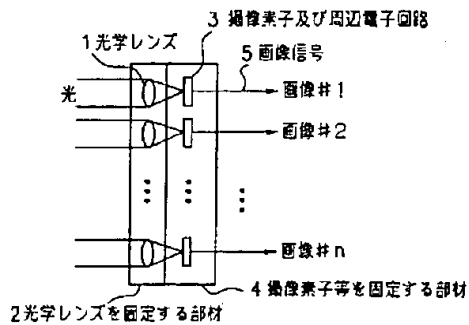 3 撮像素子及び周辺電子回路
1光学レンズ
5 画像信号
光
画像#1
画像#2
画像#n
4 撮像素子等を固定する部材
2光学レンズを固定する部材